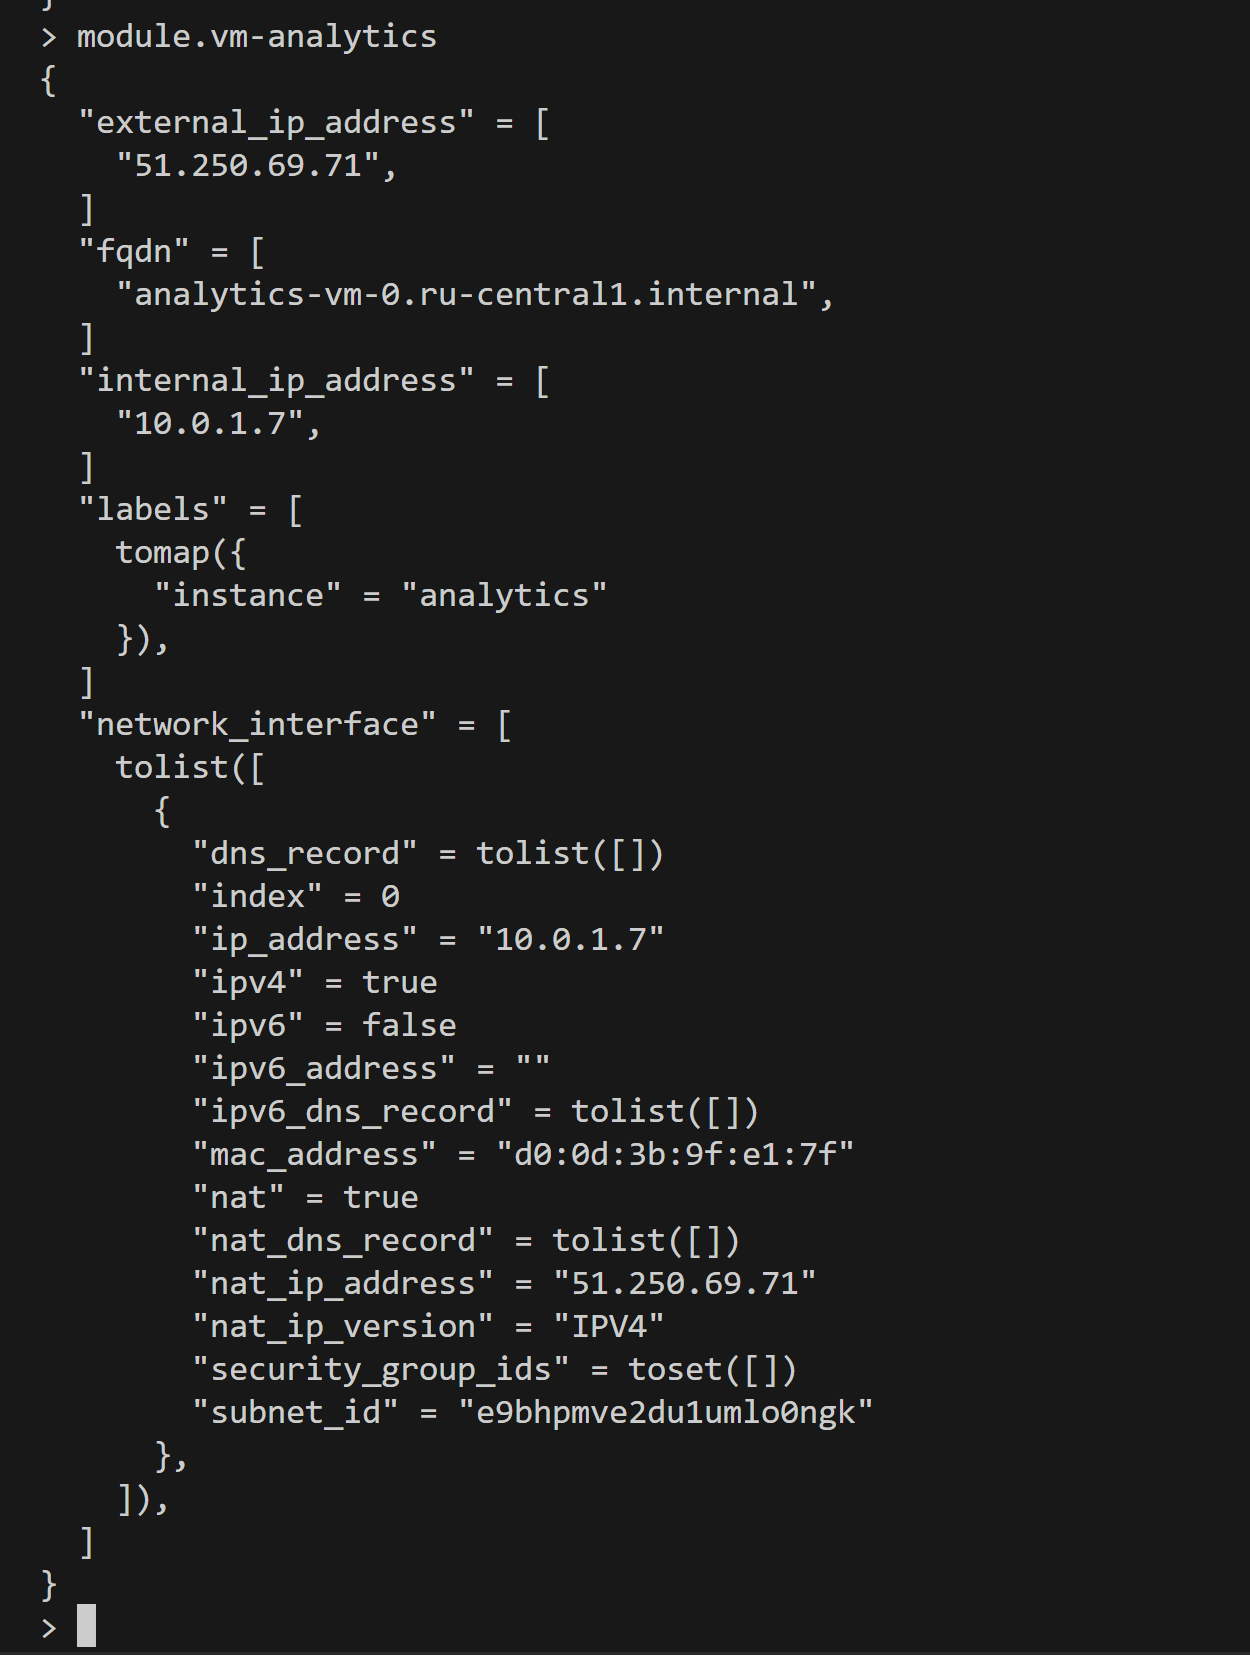 }
> module.vm-analytics
{
  "external_ip_address" = [
    "51.250.69.71",
  ]
  "fqdn" = [
    "analytics-vm-0.ru-central1.internal",
  ]
  "internal_ip_address" = [
    "10.0.1.7",
  ]
  "labels" = [
    tomap({
      "instance" = "analytics"
    }),
  ]
  "network_interface" = [
    tolist([
      {
        "dns_record" = tolist([])
        "index" = 0
        "ip_address" = "10.0.1.7"
        "ipv4" = true
        "ipv6" = false
        "ipv6_address" = ""
        "ipv6_dns_record" = tolist([])
        "mac_address" = "d0:0d:3b:9f:e1:7f"
        "nat" = true
        "nat_dns_record" = tolist([])
        "nat_ip_address" = "51.250.69.71"
        "nat_ip_version" = "IPV4"
        "security_group_ids" = toset([])
        "subnet_id" = "e9bhpmve2du1umlo0ngk"
      },
    ]),
  ]
}
>